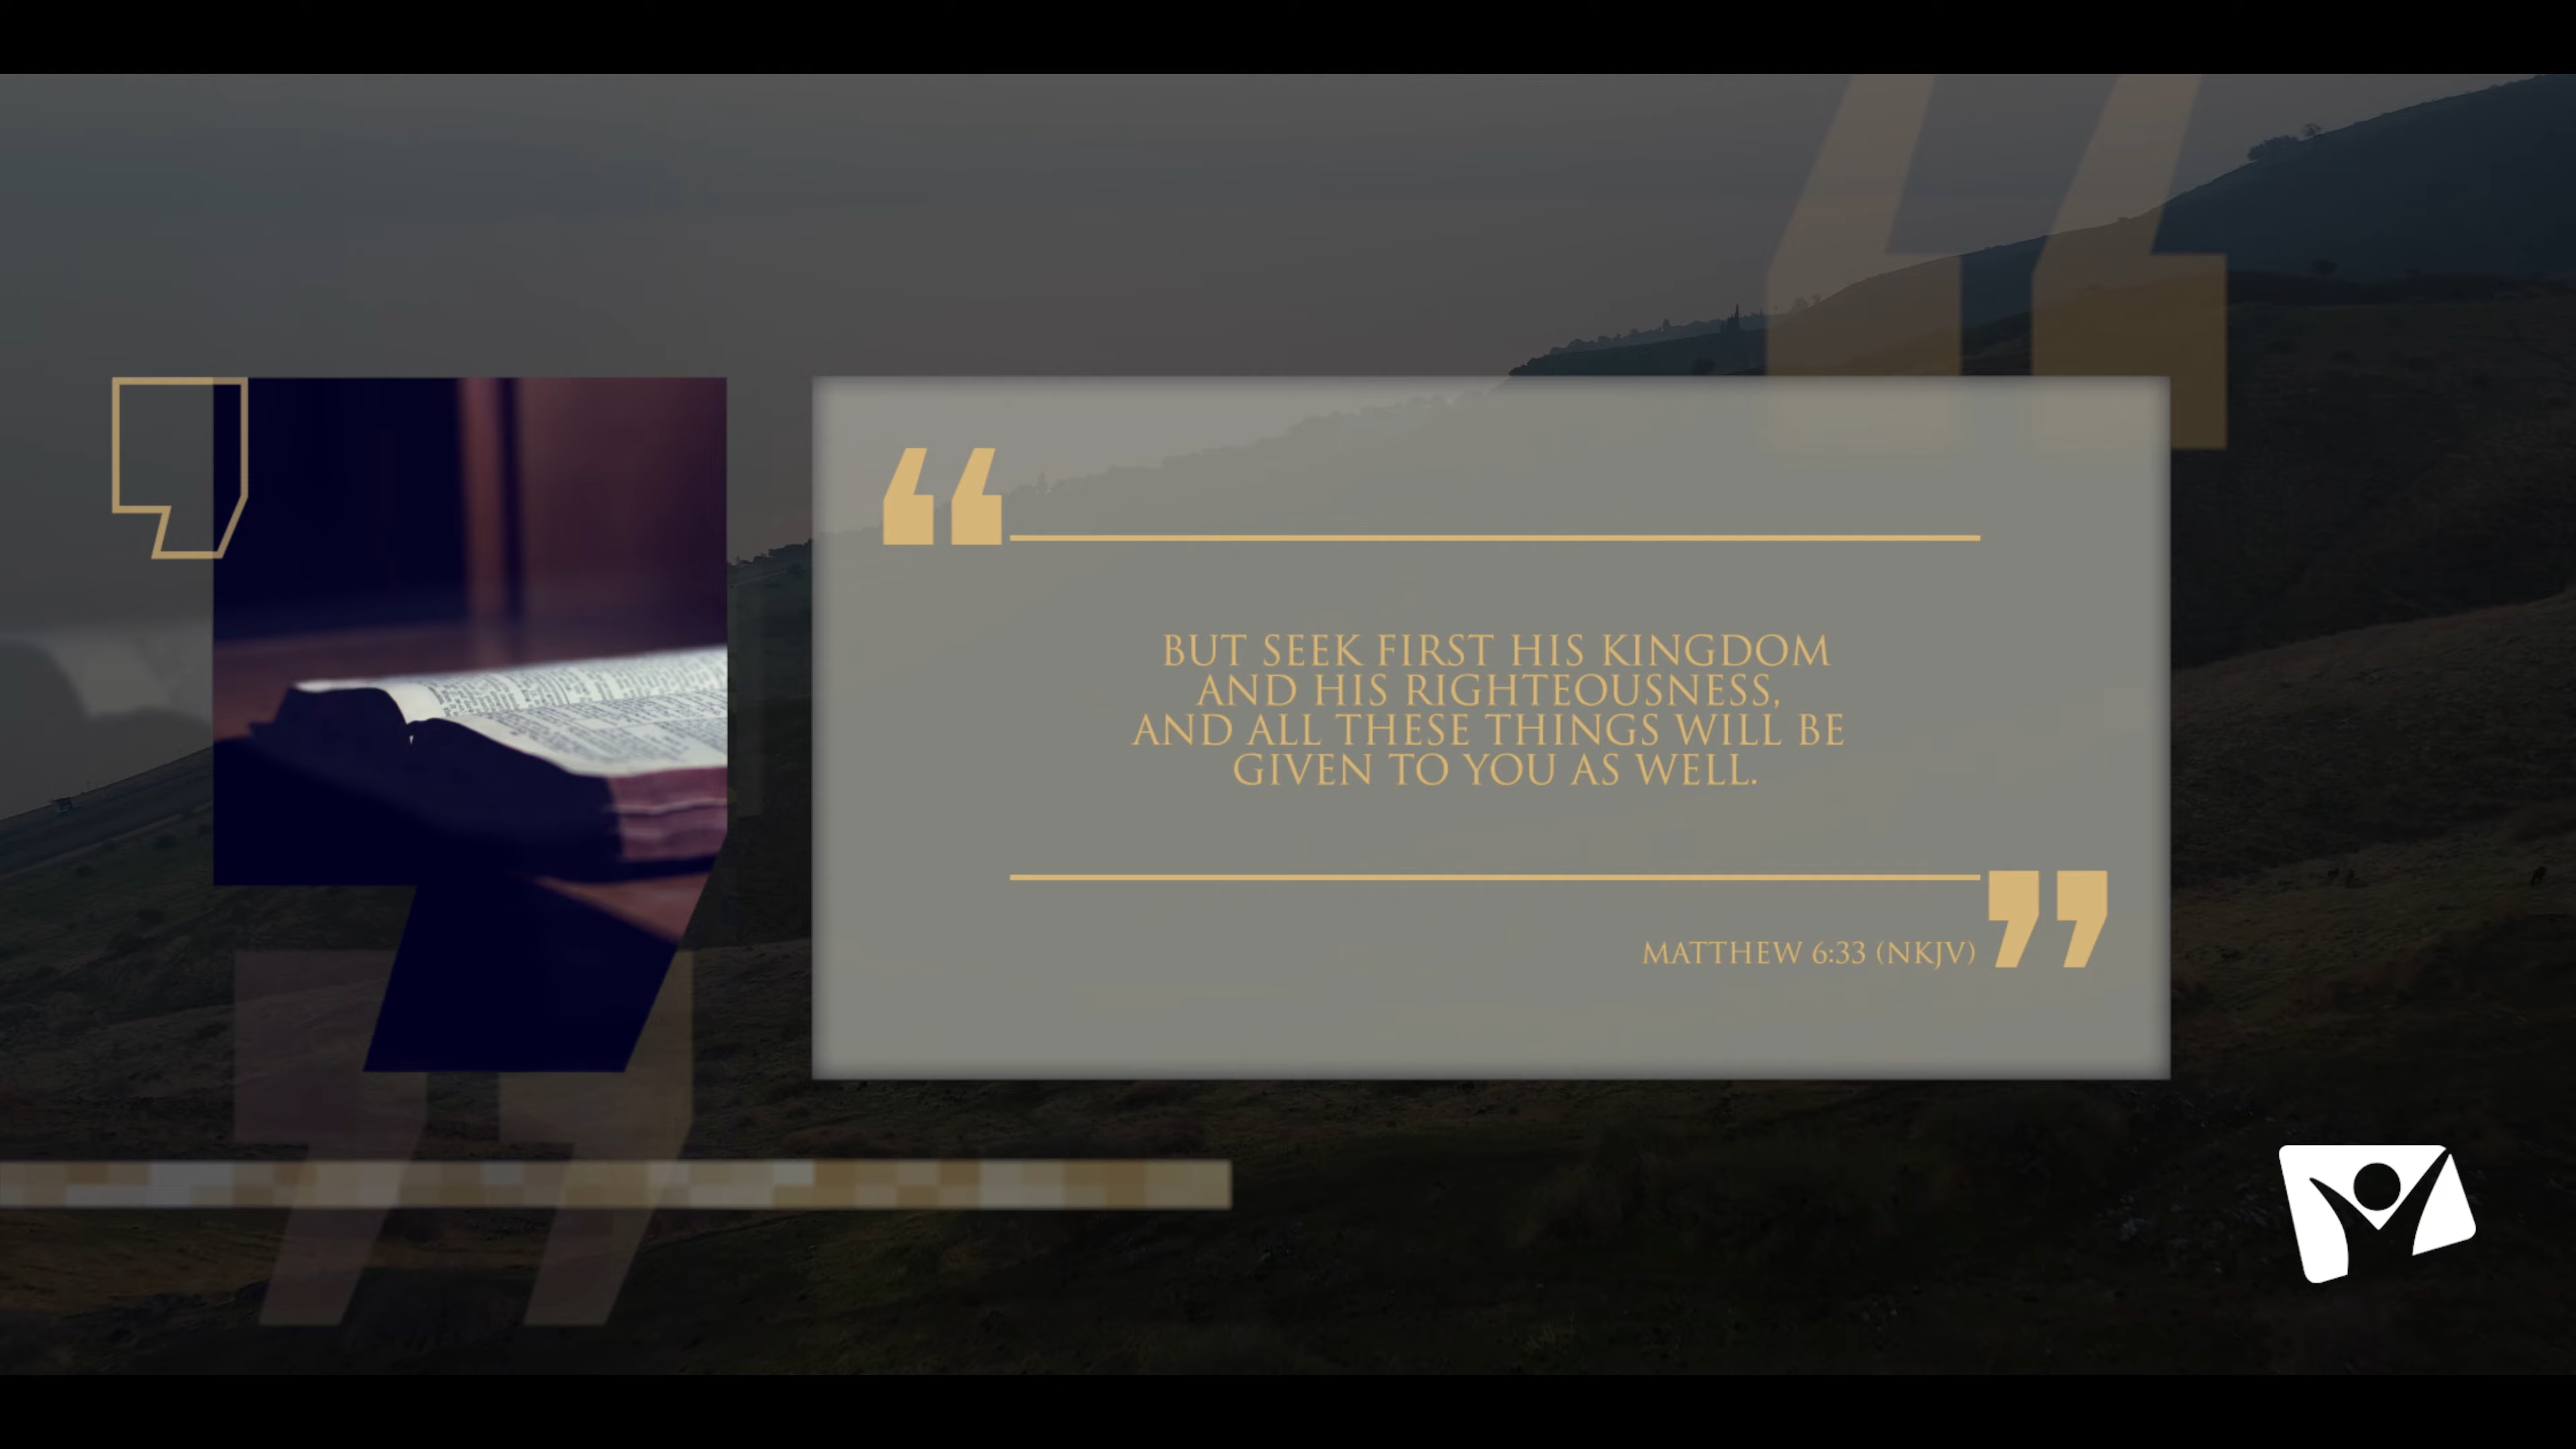 “
BUT SEEK FIRST HIS KINGDOM
AND HIS RIGHTEOUSNESS,
AND ALL THESE THINGS WILL BE
GIVEN TO YOU AS WELL.
”
MATTHEW 6:33 (NKJV)